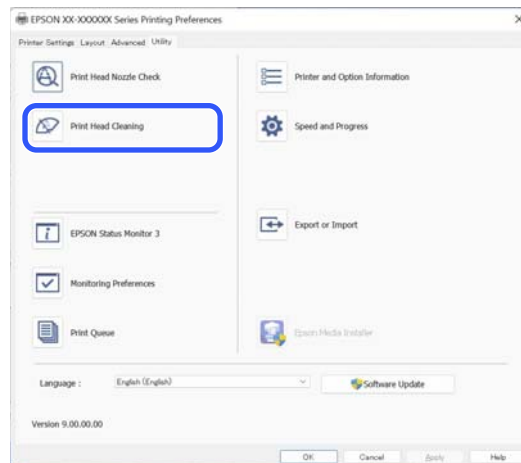 EPSON XX-XXXXXX Series Printing Preferences
Printer Settings Layout Advanced Utility
Print Head Nozzle Check
Printer and Option Information
Print Head Cleaning
Speed and Progress
EPSON Status Monitor 3
Export or Import
Monitoring Preferences
Print Queue
Epson Media Installer
Language : English (English)
Software Update
Version 9.00.00.00
OK Cancel Apply Help